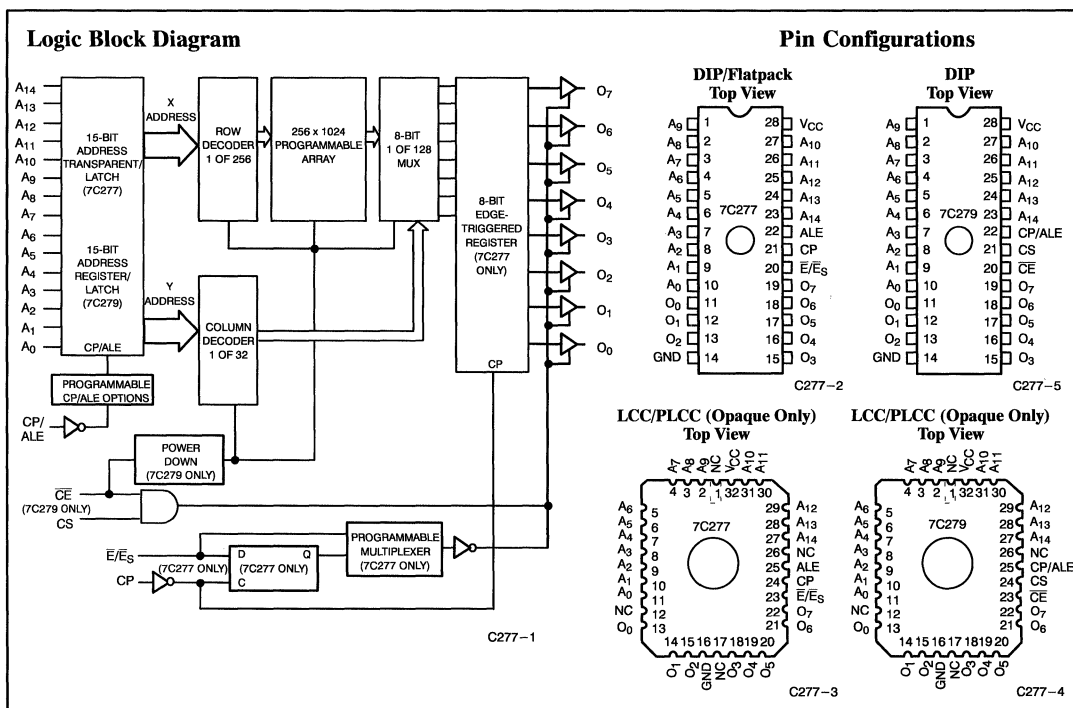 Logic Block Diagram
A14
A13
A12
A11
A10
A9
A8
A7
A6
A5
A4
A3
A2
A1
A0
15-BIT
ADDRESS
TRANSPARENT/
LATCH
(7C277)
15-BIT
ADDRESS
REGISTER/
LATCH
(7C279)
CP/ALE
PROGRAMMABLE
CP/ALE OPTIONS
CP/
ALE
X
ADDRESS
Y
ADDRESS
ROW
DECODER
1 OF 256
256 x 1024
PROGRAMMABLE
ARRAY
8-BIT
1 OF 128
MUX
COLUMN
DECODER
1 OF 32
8-BIT
EDGE-
TRIGGERED
REGISTER
(7C277
ONLY)
CP
O7
O6
O5
O4
O3
O2
O1
O0
POWER
DOWN
(7C279 ONLY)
C̅E̅
(7C279 ONLY)
CS
E̅/E̅S
(7C277 ONLY)
CP
D Q
(7C277 ONLY)
C
PROGRAMMABLE
MULTIPLEXER
(7C277 ONLY)
C277-1
Pin Configurations
DIP/Flatpack
Top View
A9 1 28 VCC
A8 2 27 A10
A7 3 26 A11
A6 4 25 A12
A5 5 24 A13
A4 6 7C277 23 A14
A3 7 22 ALE
A2 8 21 CP
A1 9 20 E̅/E̅S
A0 10 19 O7
O0 11 18 O6
O1 12 17 O5
O2 13 16 O4
GND 14 15 O3
C277-2
DIP
Top View
A9 1 28 VCC
A8 2 27 A10
A7 3 26 A11
A6 4 25 A12
A5 5 24 A13
A4 6 7C279 23 A14
A3 7 22 CP/ALE
A2 8 21 CS
A1 9 20 C̅E̅
A0 10 19 O7
O0 11 18 O6
O1 12 17 O5
O2 13 16 O4
GND 14 15 O3
C277-5
LCC/PLCC (Opaque Only)
Top View
A7 A8 A9 NC VCC A10 A11
4 3 2 1 32 31 30
A6 5 29 A12
A5 6 7C277 28 A13
A4 7 27 A14
A3 8 26 NC
A2 9 25 ALE
A1 10 24 CP
A0 11 23 E̅/E̅S
NC 12 22 O7
O0 13 21 O6
14 15 16 17 18 19 20
O1 O2 GND NC O3 O4 O5
C277-3
LCC/PLCC (Opaque Only)
Top View
A7 A8 A9 NC VCC A10 A11
4 3 2 1 32 31 30
A6 5 29 A12
A5 6 7C279 28 A13
A4 7 27 A14
A3 8 26 NC
A2 9 25 CP/ALE
A1 10 24 CS
A0 11 23 C̅E̅
NC 12 22 O7
O0 13 21 O6
14 15 16 17 18 19 20
O1 O2 GND NC O3 O4 O5
C277-4